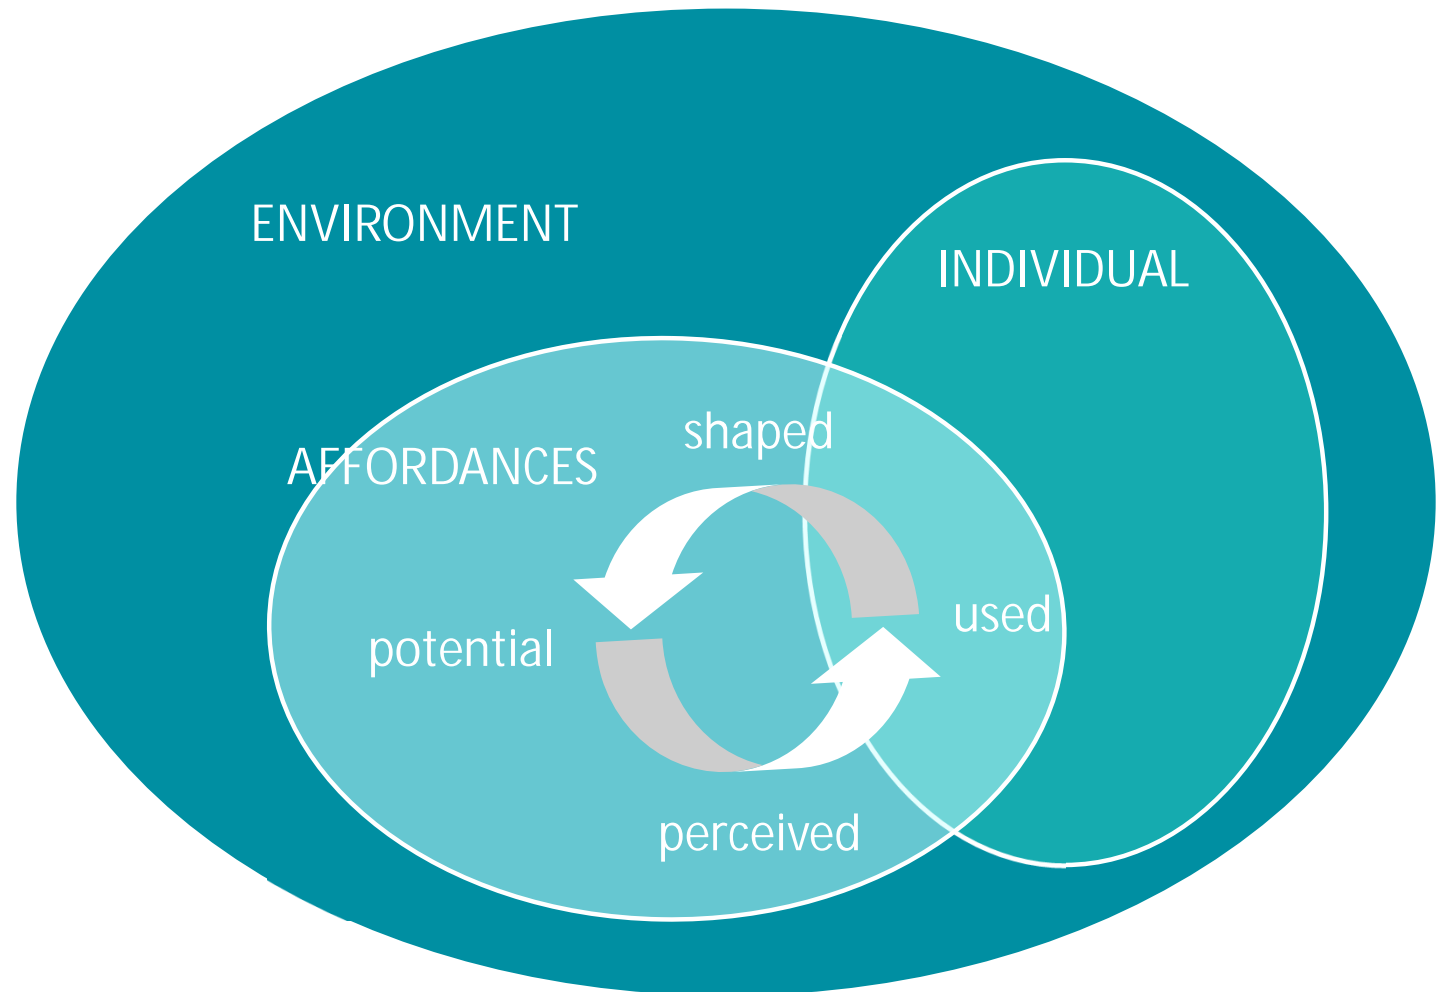 ENVIRONMENT
INDIVIDUAL
shaped
AFFORDANCES
used
potential
perceived